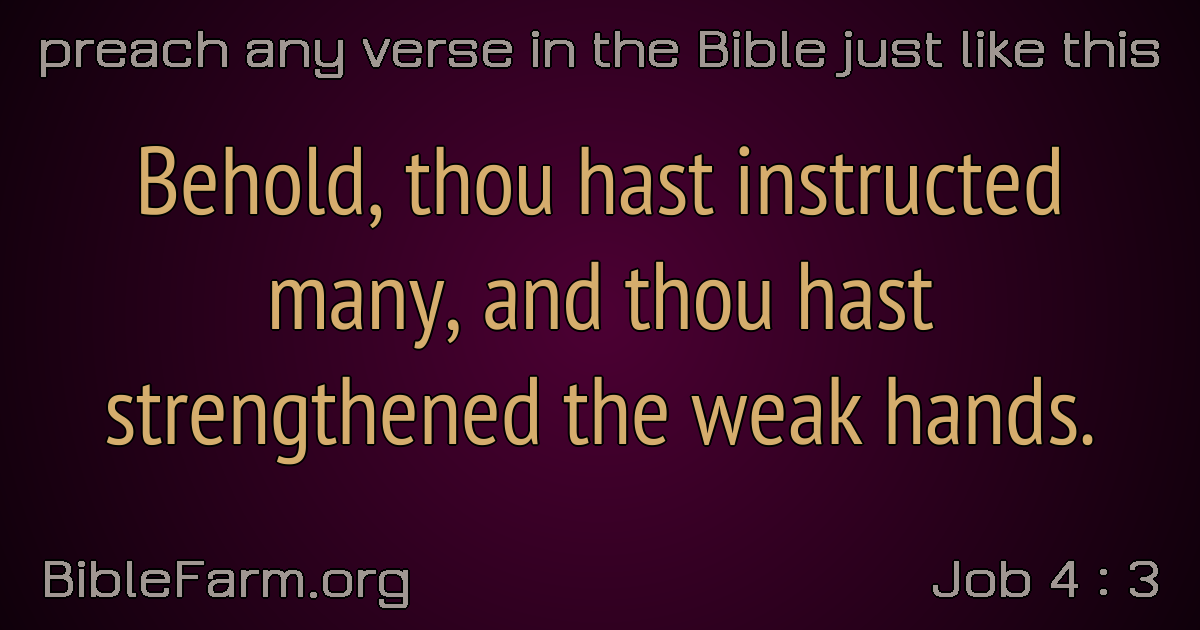 preach any verse in the Bible just like this
Behold, thou hast instructed
many, and thou hast
strengthened the weak hands.
BibleFarm.org
Job 4 : 3